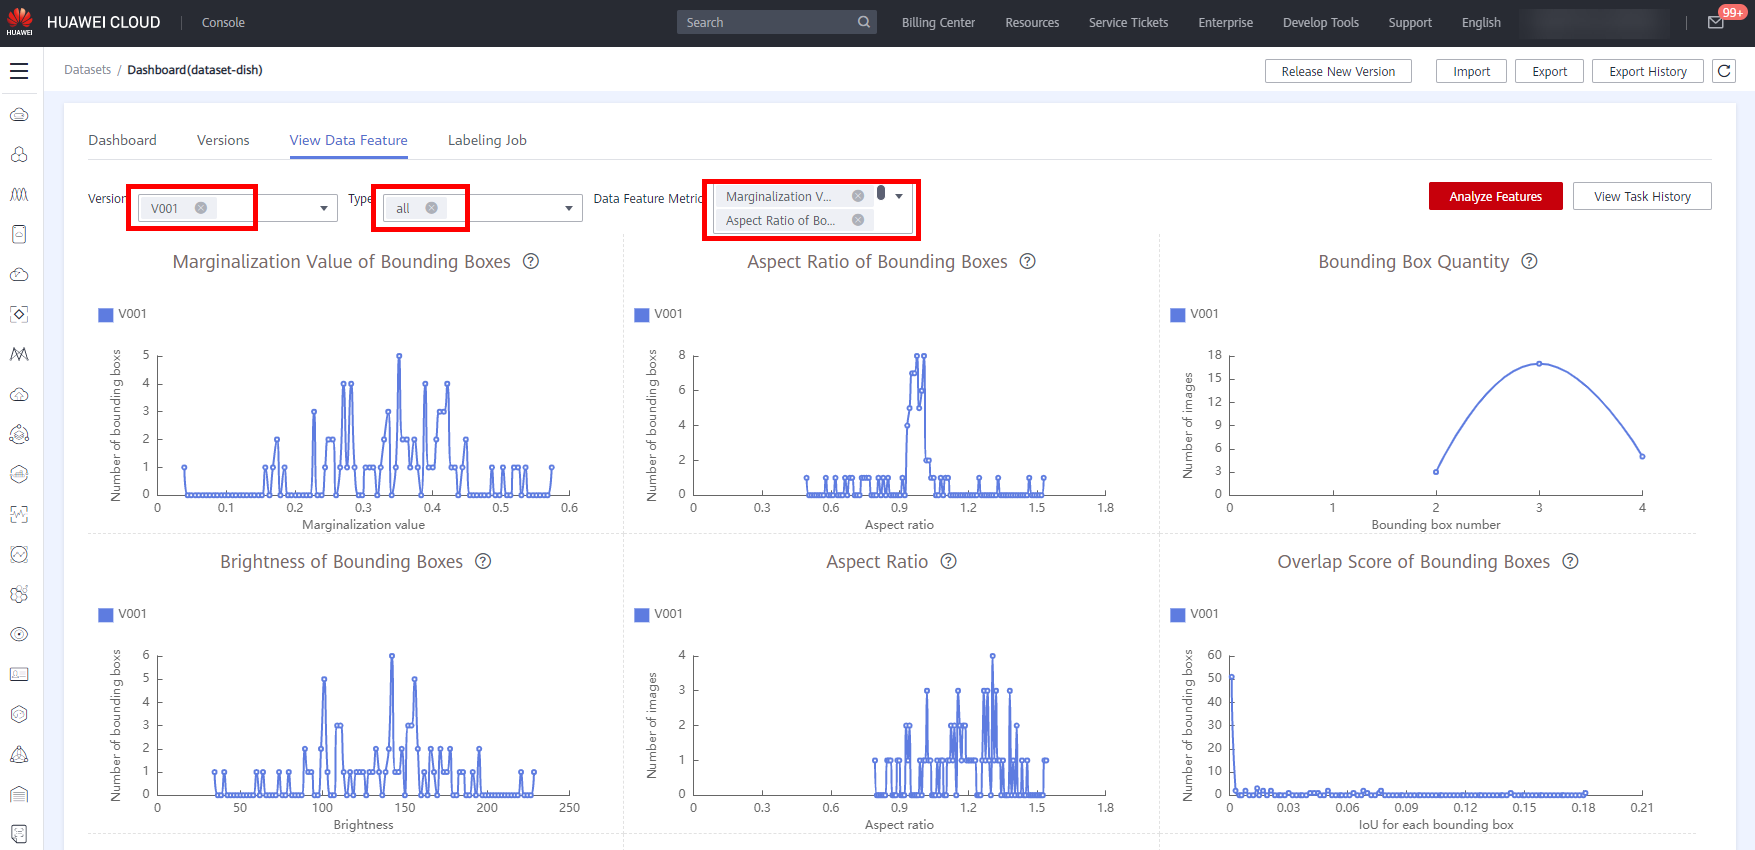 HUAWEI
HUAWEI CLOUD
Console
Search
Billing Center
Resources
Service Tickets
Enterprise
Develop Tools
Support
English
99+
Datasets / Dashboard(dataset-dish)
Release New Version
Import
Export
Export History
Dashboard
Versions
View Data Feature
Labeling Job
Version
V001
Type
all
Data Feature Metric
Marginalization V...
Aspect Ratio of Bo...
Analyze Features
View Task History
Marginalization Value of Bounding Boxes ?
V001
Number of bounding boxs
5
4
3
2
1
0
0 0.1 0.2 0.3 0.4 0.5 0.6
Marginalization value
Aspect Ratio of Bounding Boxes ?
V001
Number of bounding boxs
8
6
4
2
0
0 0.3 0.6 0.9 1.2 1.5 1.8
Aspect ratio
Bounding Box Quantity ?
V001
Number of images
18
15
12
9
6
3
0
0 1 2 3 4
Bounding box number
Brightness of Bounding Boxes ?
V001
Number of bounding boxs
6
5
4
3
2
1
0
0 50 100 150 200 250
Brightness
Aspect Ratio ?
V001
Number of images
4
3
2
1
0
0 0.3 0.6 0.9 1.2 1.5 1.8
Aspect ratio
Overlap Score of Bounding Boxes ?
V001
Number of bounding boxs
60
50
40
30
20
10
0
0 0.03 0.06 0.09 0.12 0.15 0.18 0.21
IoU for each bounding box